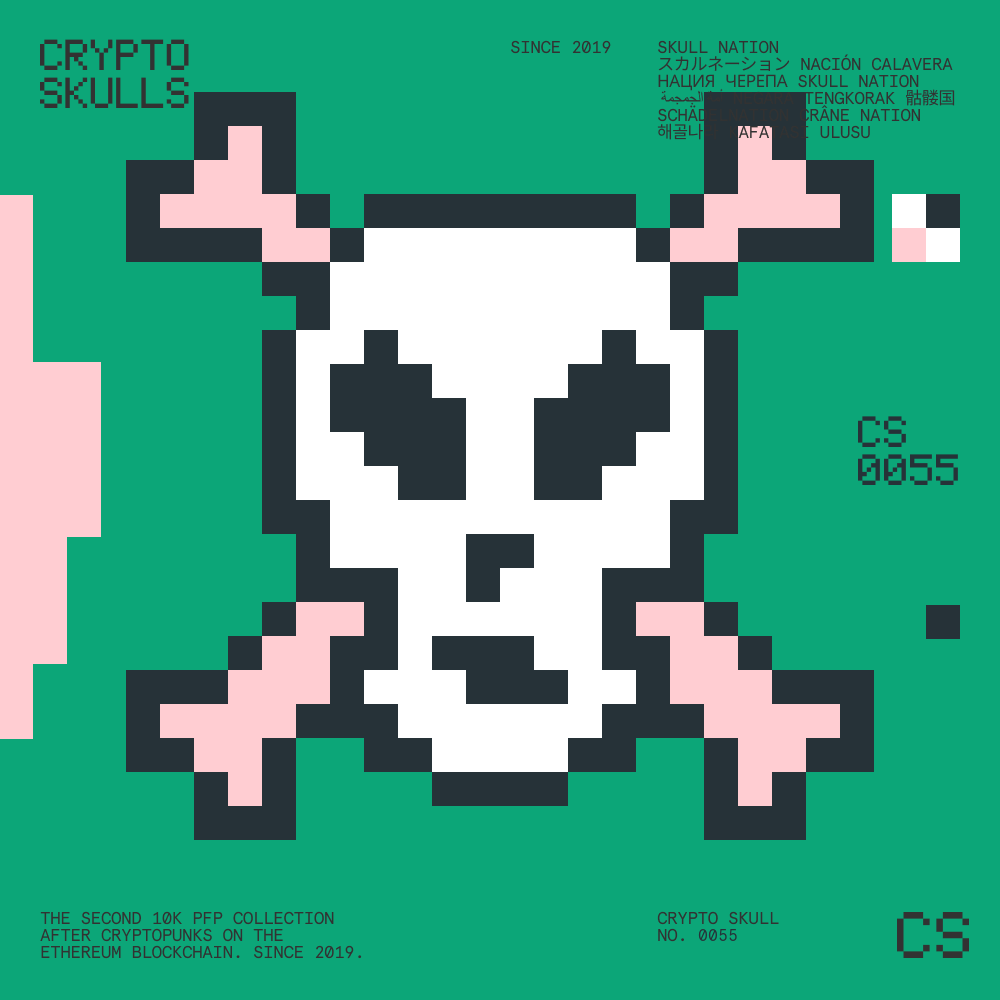 CRYPTO
SKULLS
SINCE 2019
SKULL NATION
スカルネーション NACIÓN CALAVERA
НАЦИЯ ЧЕРЕПА SKULL NATION
الجمجمة TENGKORAK 骷髅国
CRÂNE NATION
해골나 ULUSU
CS
0055
THE SECOND 10K PFP COLLECTION
AFTER CRYPTOPUNKS ON THE
ETHEREUM BLOCKCHAIN. SINCE 2019.
CRYPTO SKULL
NO. 0055
CS